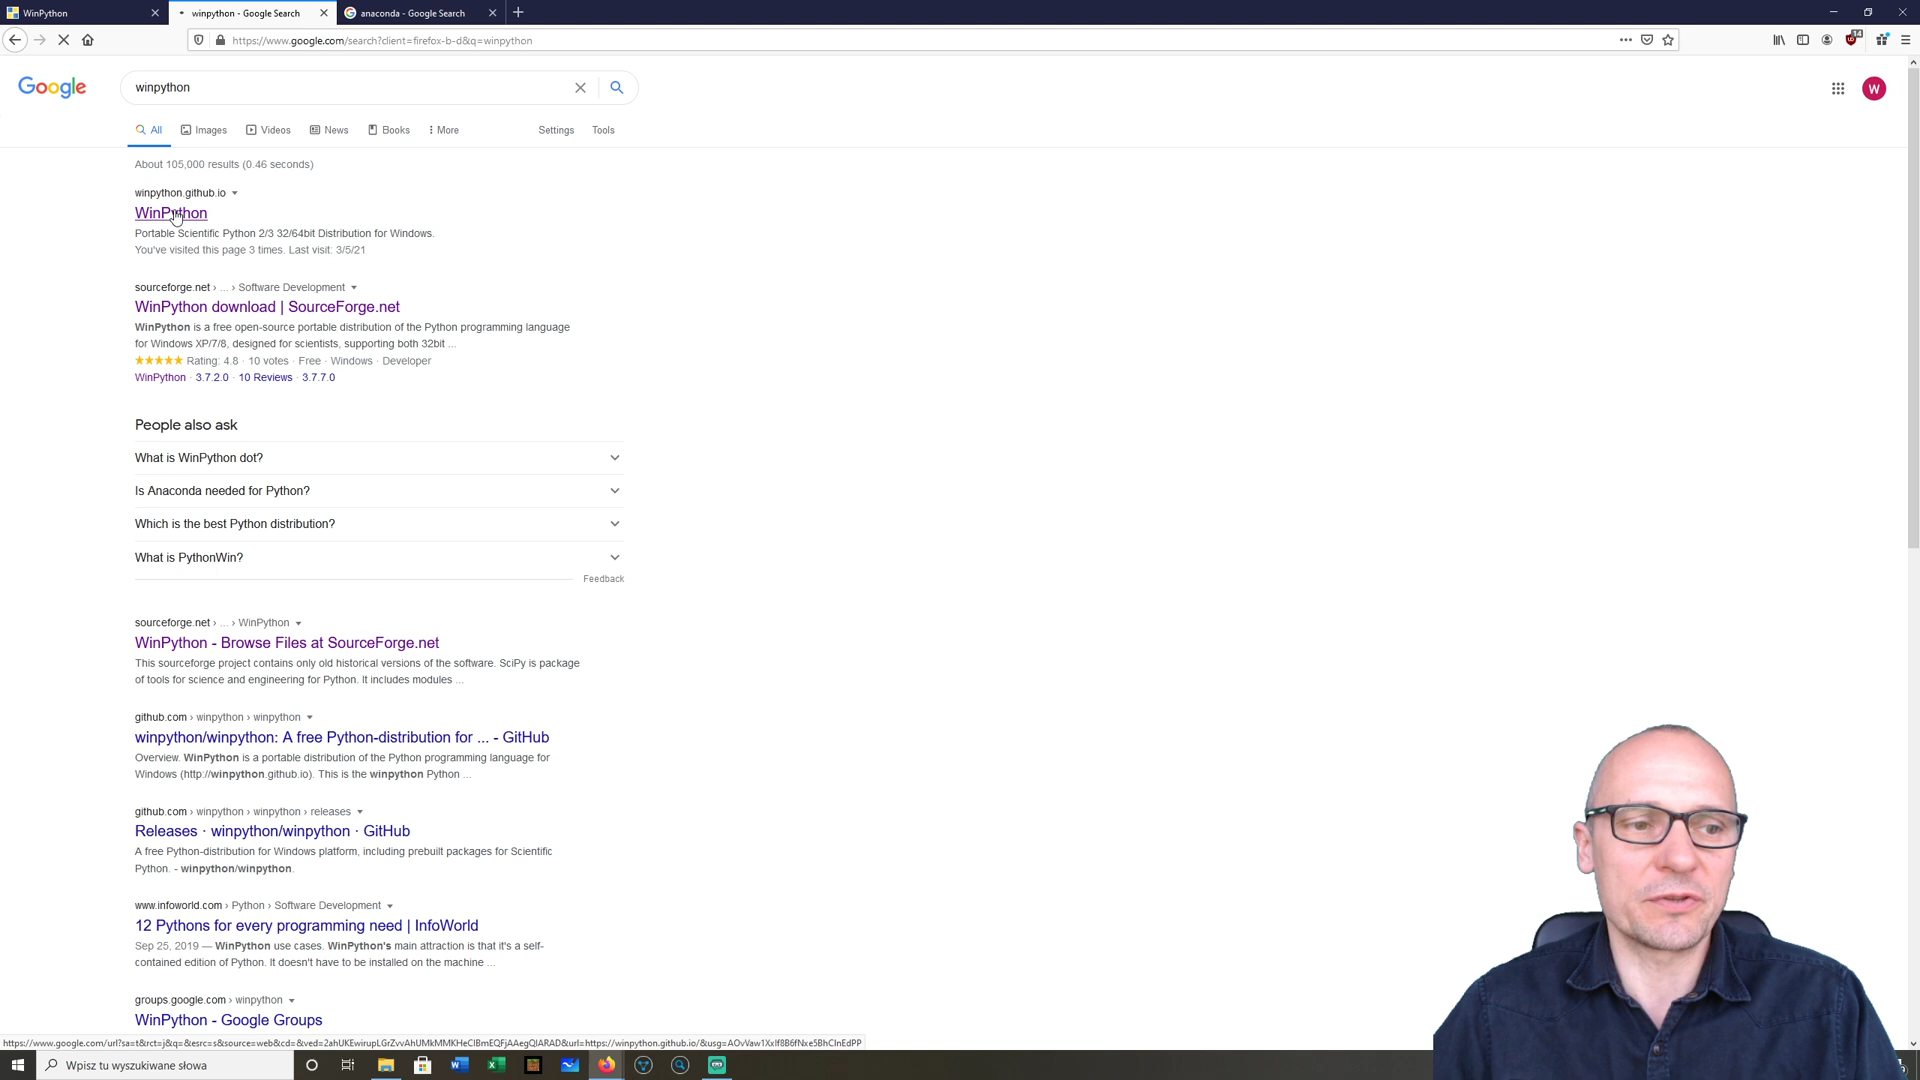 WinPython
winpython - Google Search
anaconda - Google Search
https://www.google.com/search?client=firefox-b-d&q=winpython
14
Google
winpython
W
All
Images
Videos
News
Books
More
Settings
Tools
About 105,000 results (0.46 seconds)
winpython.github.io
WinPython
Portable Scientific Python 2/3 32/64bit Distribution for Windows.
You've visited this page 3 times. Last visit: 3/5/21
sourceforge.net › ... › Software Development
WinPython download | SourceForge.net
WinPython is a free open-source portable distribution of the Python programming language
for Windows XP/7/8, designed for scientists, supporting both 32bit ...
Rating: 4.8 · 10 votes · Free · Windows · Developer
WinPython · 3.7.2.0 · 10 Reviews · 3.7.7.0
People also ask
What is WinPython dot?
Is Anaconda needed for Python?
Which is the best Python distribution?
What is PythonWin?
Feedback
sourceforge.net › ... › WinPython
WinPython - Browse Files at SourceForge.net
This sourceforge project contains only old historical versions of the software. SciPy is package
of tools for science and engineering for Python. It includes modules ...
github.com › winpython › winpython
winpython/winpython: A free Python-distribution for ... - GitHub
Overview. WinPython is a portable distribution of the Python programming language for
Windows (http://winpython.github.io). This is the winpython Python ...
github.com › winpython › winpython › releases
Releases · winpython/winpython · GitHub
A free Python-distribution for Windows platform, including prebuilt packages for Scientific
Python. - winpython/winpython.
www.infoworld.com › Python › Software Development
12 Pythons for every programming need | InfoWorld
Sep 25, 2019 — WinPython use cases. WinPython's main attraction is that it's a self-
contained edition of Python. It doesn't have to be installed on the machine ...
groups.google.com › winpython
WinPython - Google Groups
Wpisz tu wyszukiwane słowa